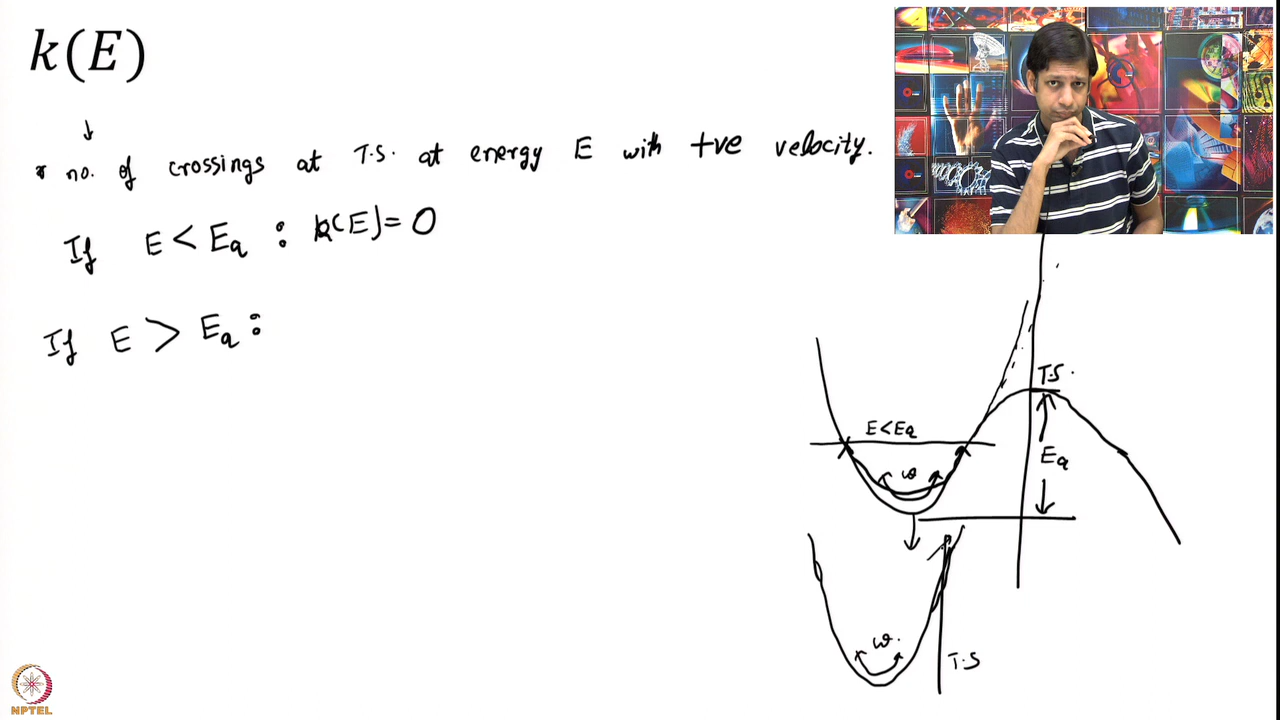 k(E)
* no. of crossings at T.S. at energy E with +ve velocity.
If E < Ea : k(E) = 0
If E > Ea :
T.S.
E < Ea
Ea
ω
ω.
T.S
NPTEL